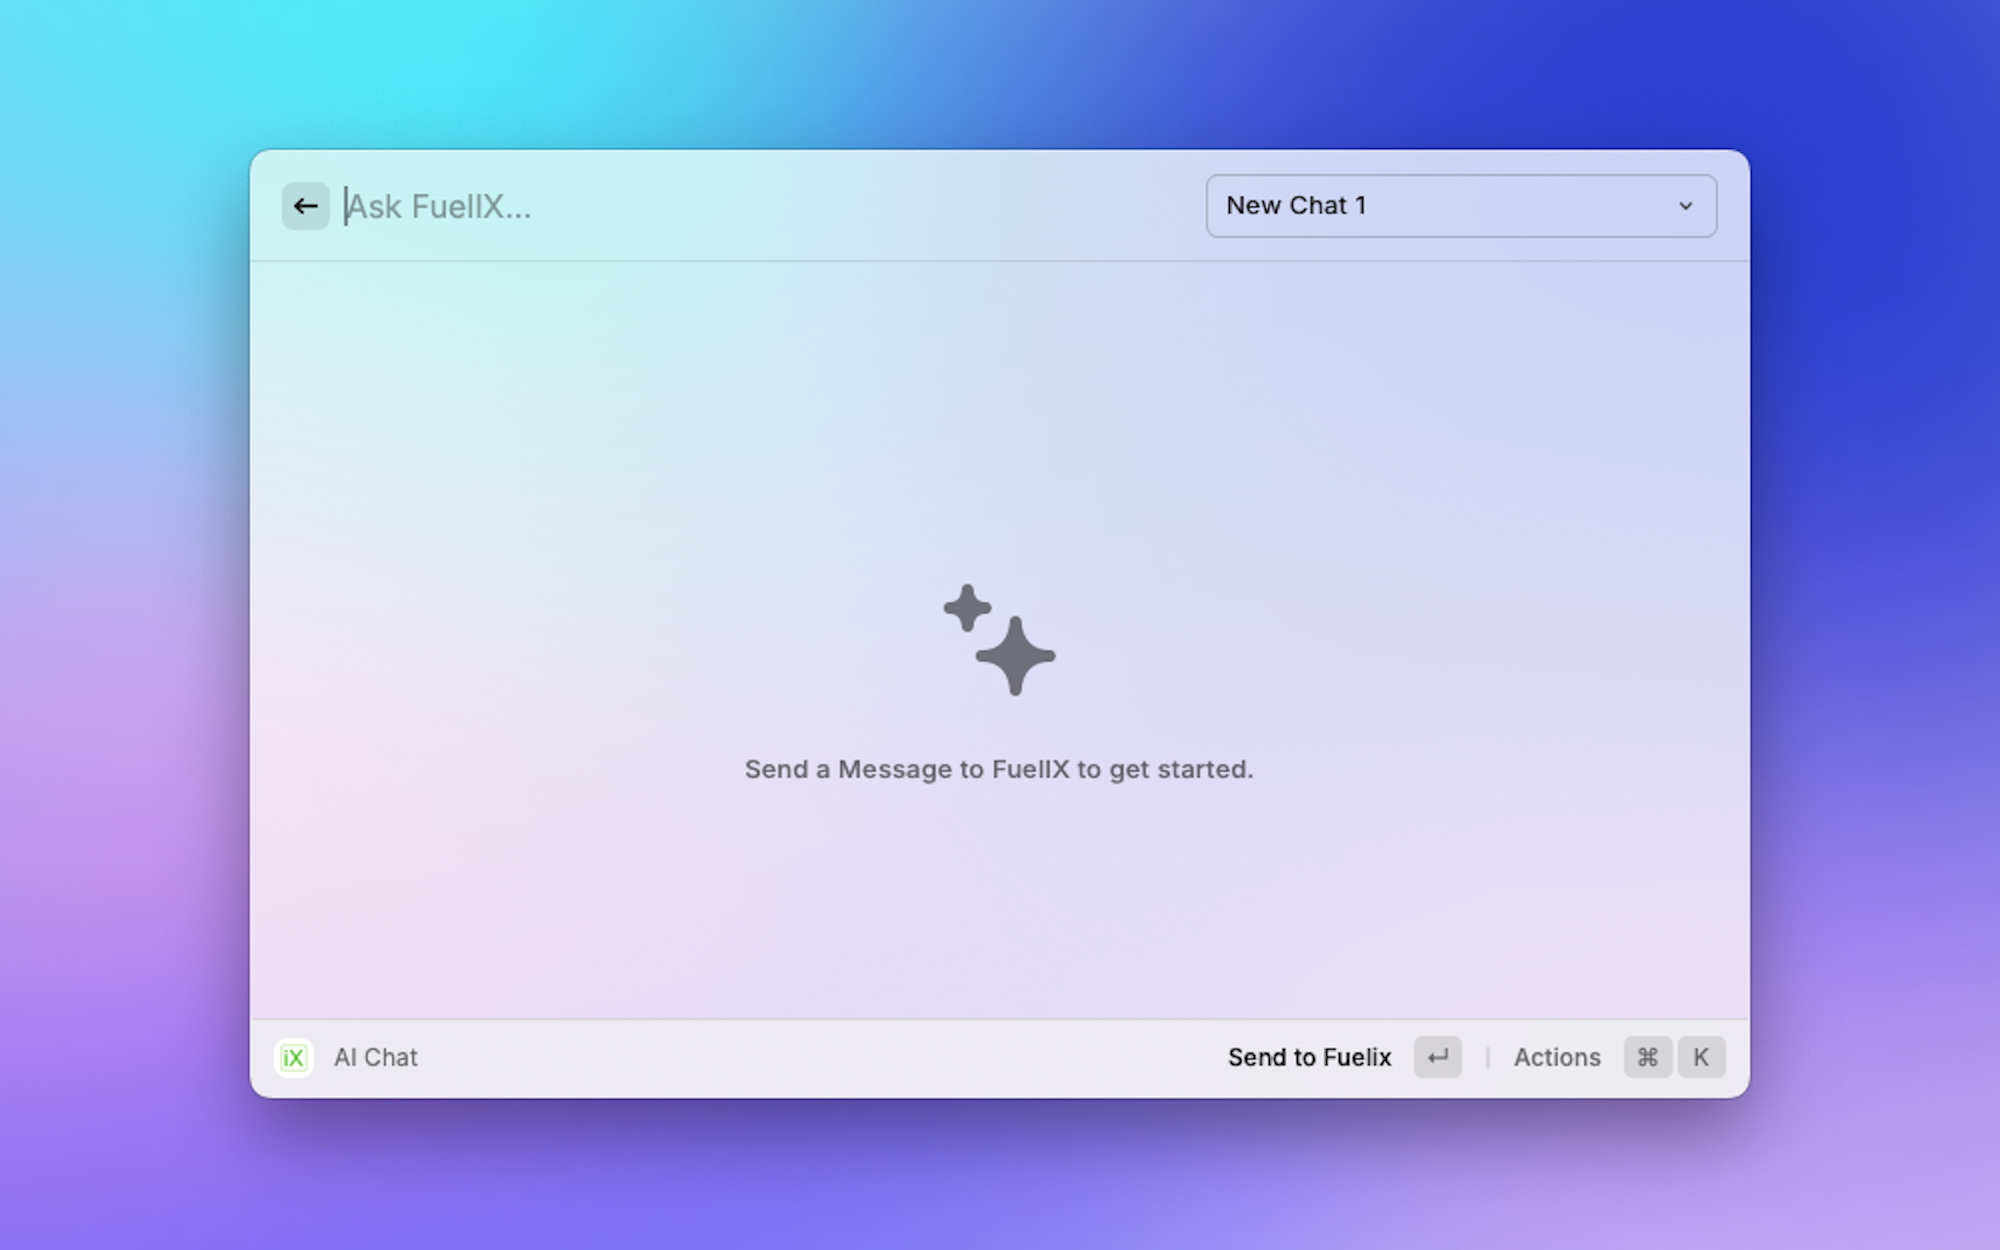 Ask FuelIX...
New Chat 1
Send a Message to FuelIX to get started.
iX
AI Chat
Send to Fuelix
Actions
⌘ K